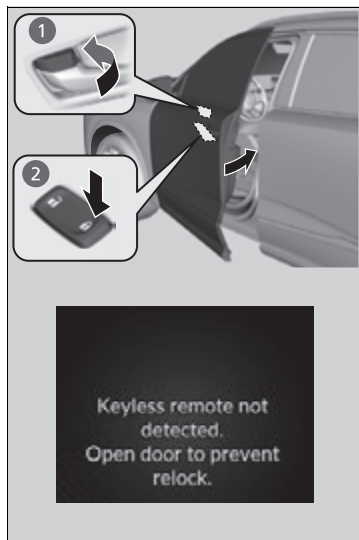 1
2
Keyless remote not
detected.
Open door to prevent
relock.